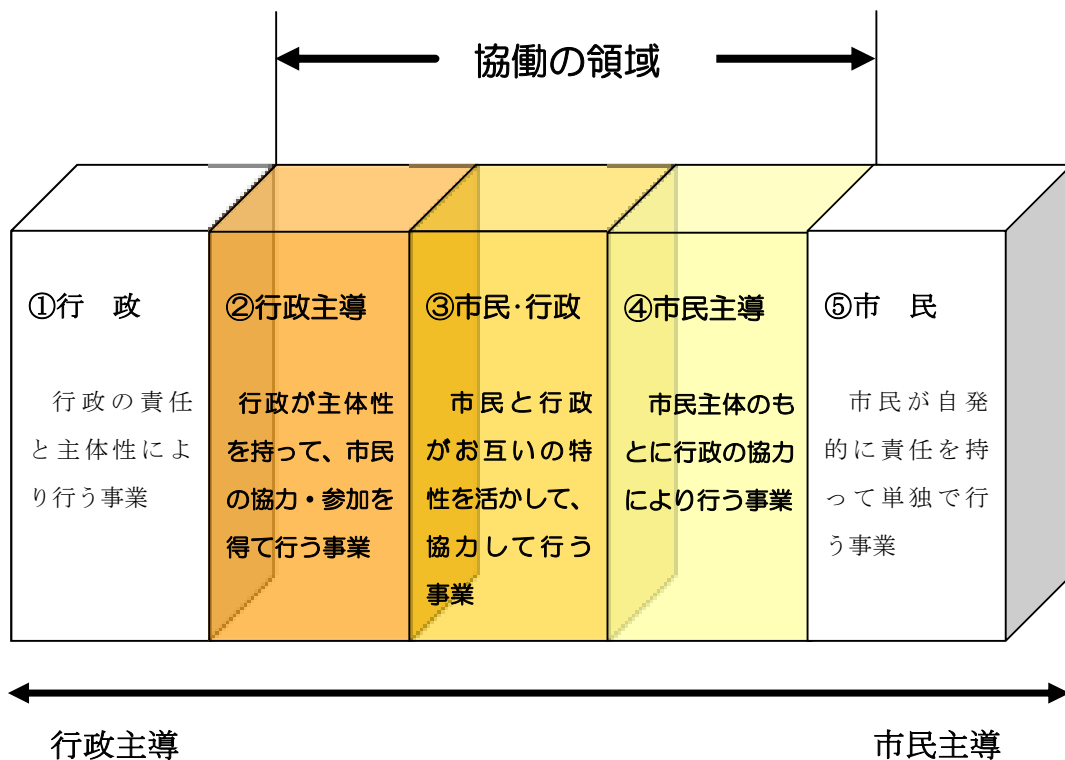 協働の領域
①行　政
行政の責任
と主体性によ
り行う事業
②行政主導
行政が主体性
を持って、市民
の協力・参加を
得て行う事業
③市民・行政
市民と行政
がお互いの特
性を活かして、
協力して行う
事業
④市民主導
市民主体のも
とに行政の協力
により行う事業
⑤市　民
市民が自発
的に責任を持
って単独で行
う事業
行政主導
市民主導